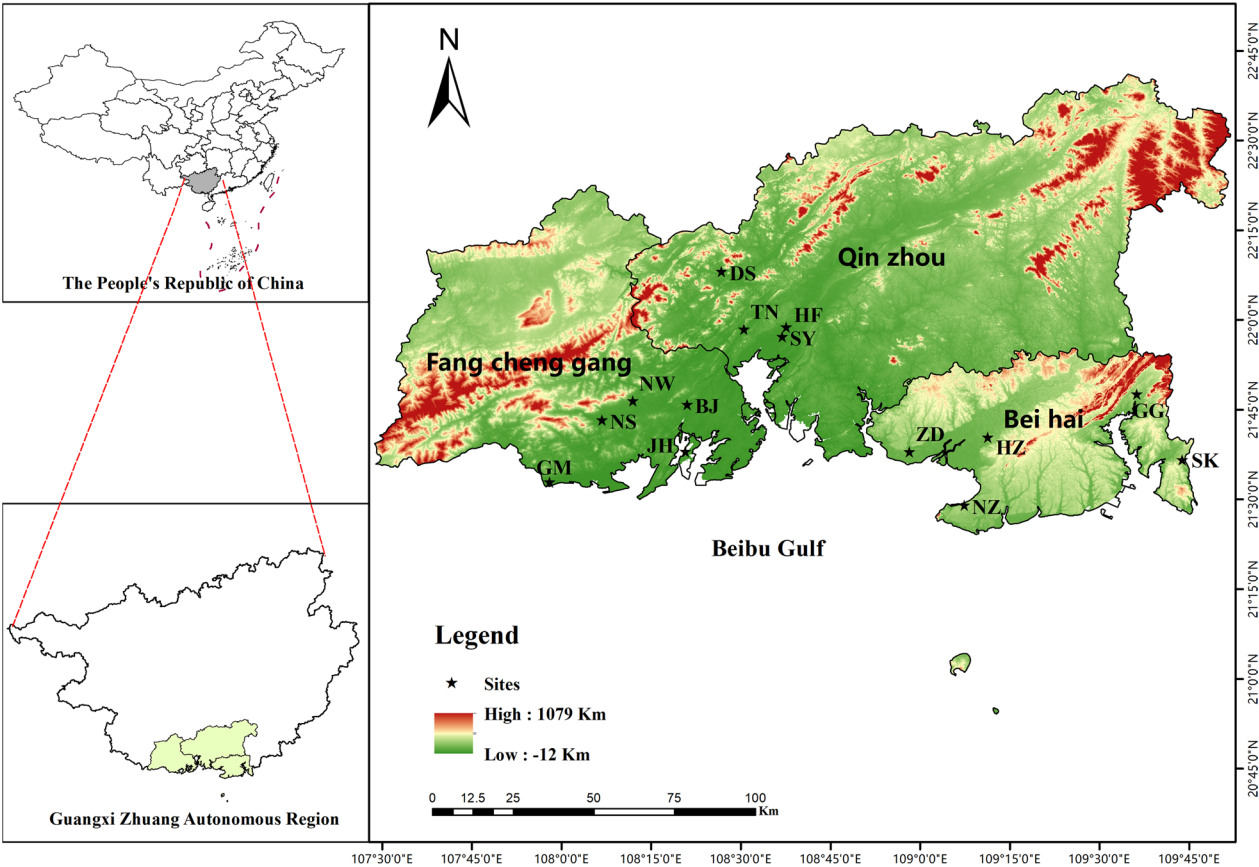 The People's Republic of China
Guangxi Zhuang Autonomous Region
N
Qin zhou
DS
TN
HF
SY
Fang cheng gang
NW
BJ
NS
JH
GM
Bei hai
GG
ZD
HZ
SK
NZ
Beibu Gulf
Legend
Sites
High : 1079 Km
Low : -12 Km
0 12.5 25 50 75 100
Km
22°45'0"N
22°30'0"N
22°15'0"N
22°0'0"N
21°45'0"N
21°30'0"N
21°15'0"N
21°0'0"N
20°45'0"N
107°30'0"E 107°45'0"E 108°0'0"E 108°15'0"E 108°30'0"E 108°45'0"E 109°0'0"E 109°15'0"E 109°30'0"E 109°45'0"E